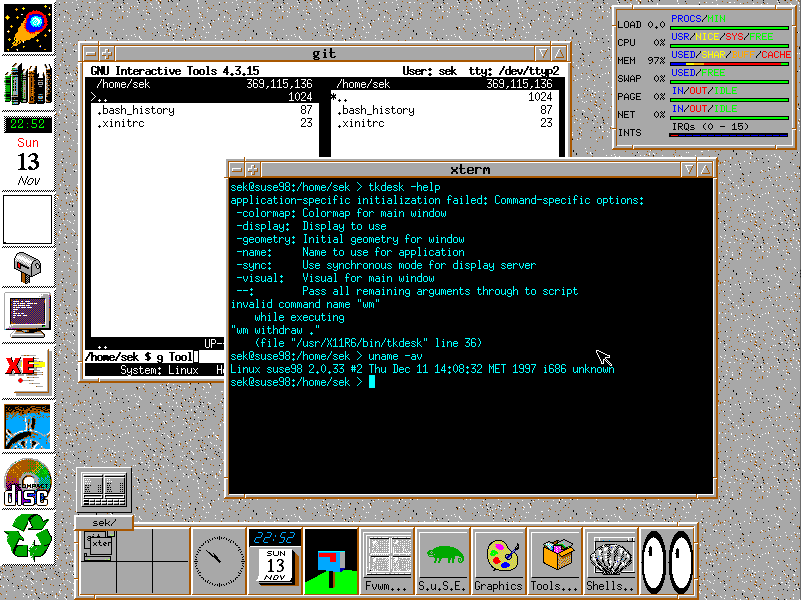 22:52
Sun
13
Nov
XE
COMPACT
disc
git
GNU Interactive Tools 4.3.15
User: sek tty: /dev/ttyp2
/home/sek 369,115,136
/home/sek 369,115,136
>.. 1024
*.. 1024
.bash_history 87
.bash_history 87
.xinitrc 23
.xinitrc 23
.. UP-
/home/sek $ g Tool
System: Linux
LOAD 0.0
PROCS/MIN
CPU 0%
USR/NICE/SYS/FREE
MEM 97%
USED/SHAR/ /CACHE
SWAP 0%
USED/FREE
PAGE 0%
IN/OUT/IDLE
NET 0%
IN/OUT/IDLE
INTS
IRQs (0 - 15)
xterm
sek@suse98:/home/sek > tkdesk -help
application-specific initialization failed: Command-specific options:
-colormap: Colormap for main window
-display: Display to use
-geometry: Initial geometry for window
-name: Name to use for application
-sync: Use synchronous mode for display server
-visual: Visual for main window
--: Pass all remaining arguments through to script
invalid command name "wm"
while executing
"wm withdraw ."
(file "/usr/X11R6/bin/tkdesk" line 36)
sek@suse98:/home/sek > uname -av
Linux suse98 2.0.33 #2 Thu Dec 11 14:08:32 MET 1997 i686 unknown
sek@suse98:/home/sek >
sek/
git
xter
22:52
SUN
13
NOV
Fvwm...
S.u.S.E.
Graphics
Tools...
Shells..